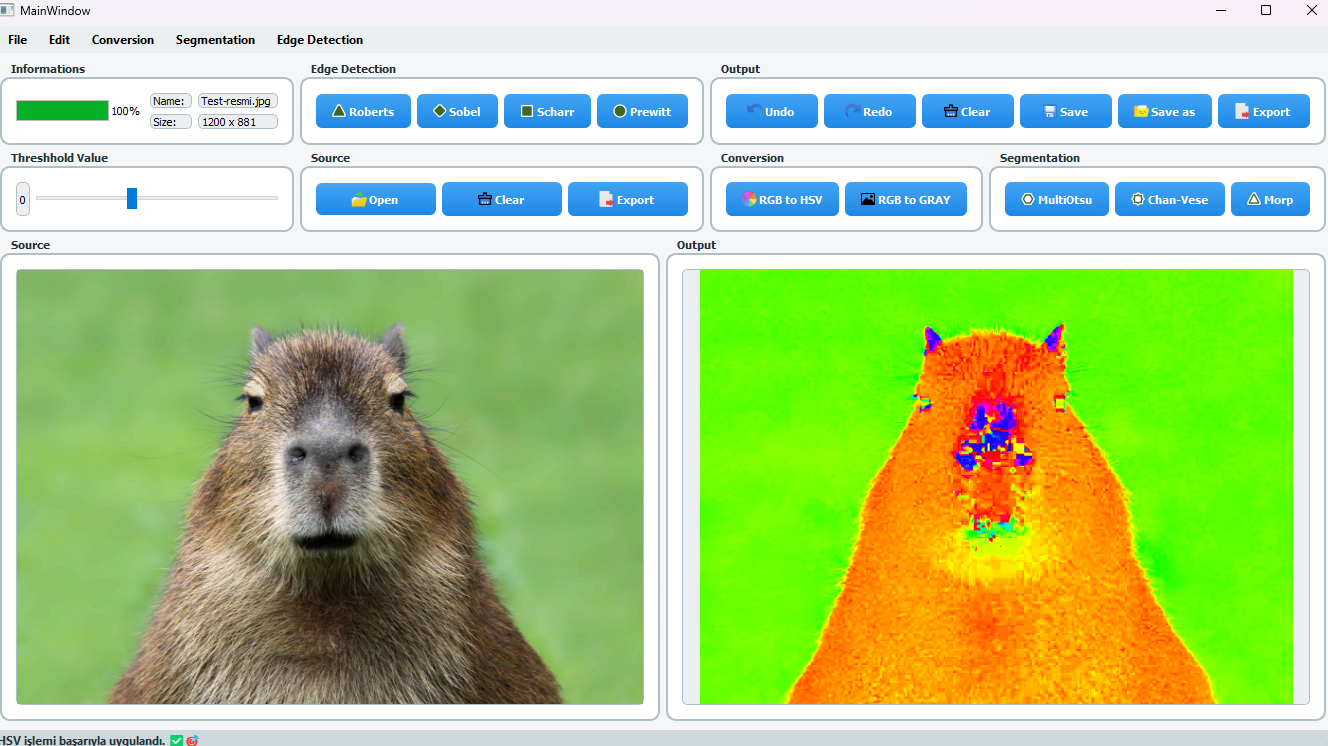 MainWindow
File Edit Conversion Segmentation Edge Detection
Informations Edge Detection Output
100% Name: Test-resmi.jpg
Size: 1200 x 881
Roberts Sobel Scharr Prewitt
Undo Redo Clear Save Save as Export
Threshhold Value Source Conversion Segmentation
0
Open Clear Export
RGB to HSV RGB to GRAY
MultiOtsu Chan-Vese Morp
Source Output
HSV işlemi başarıyla uygulandı.